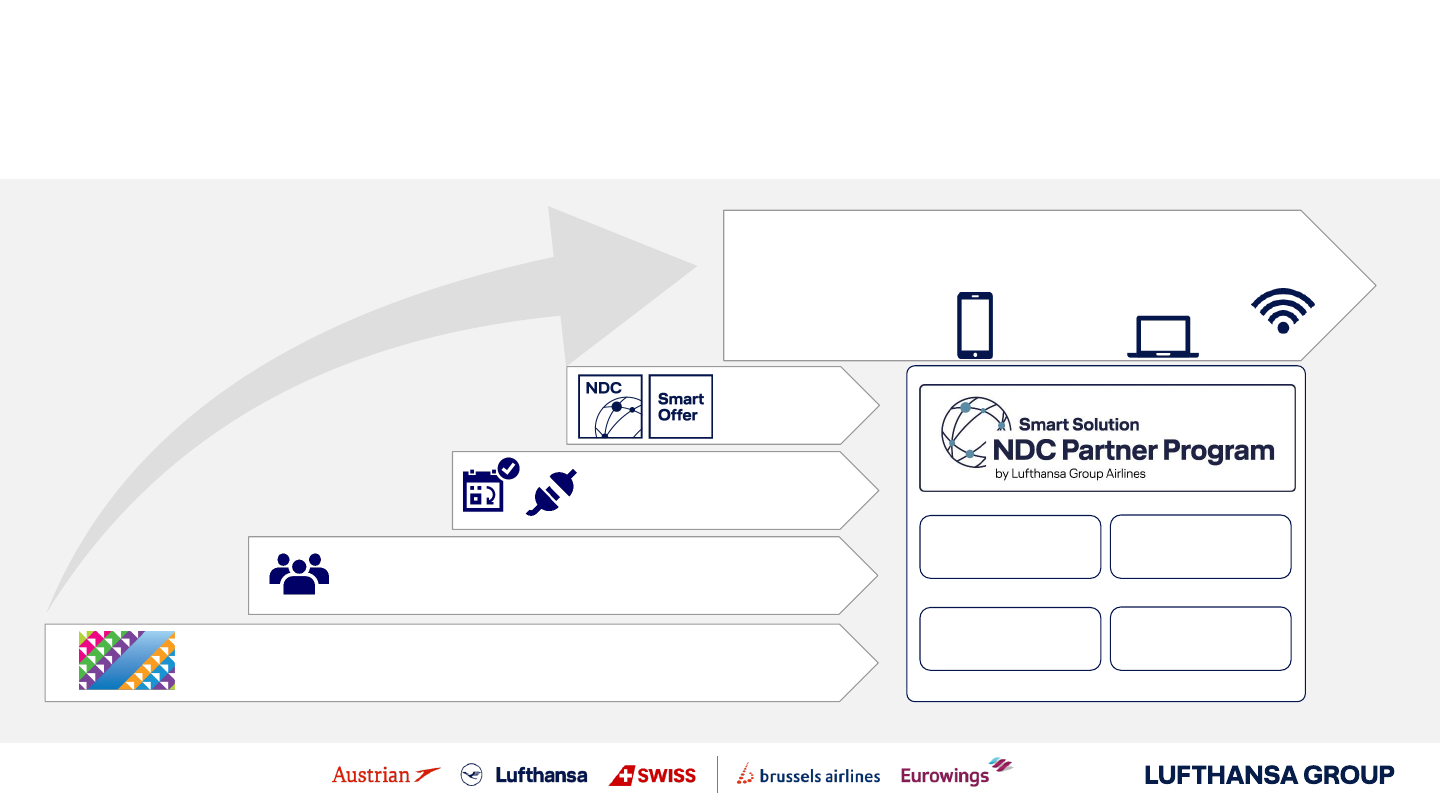 NDC
Smart
Offer
Smart Solution
NDC Partner Program
by Lufthansa Group Airlines
Austrian
Lufthansa
SWISS
brussels airlines
Eurowings
LUFTHANSA GROUP